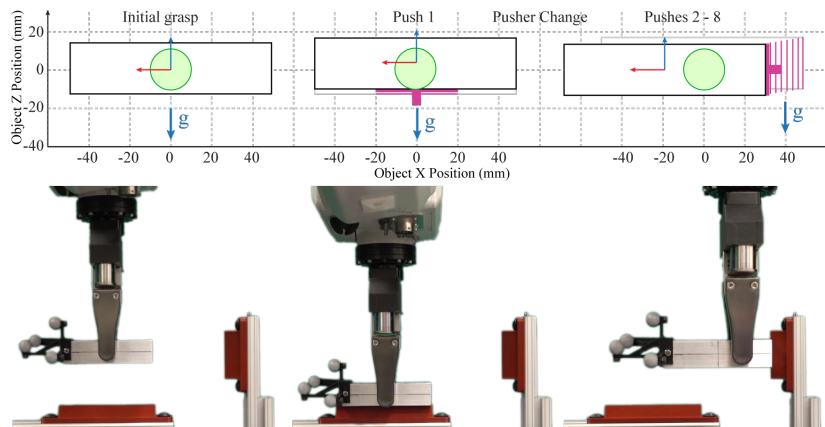 Initial grasp Push 1 Pusher Change Pushes 2 - 8
Object Z Position (mm)
20
0
-20
-40
g g g
-40 -20 0 20 40 -40 -20 0 20 40 -40 -20 0 20 40
Object X Position (mm)